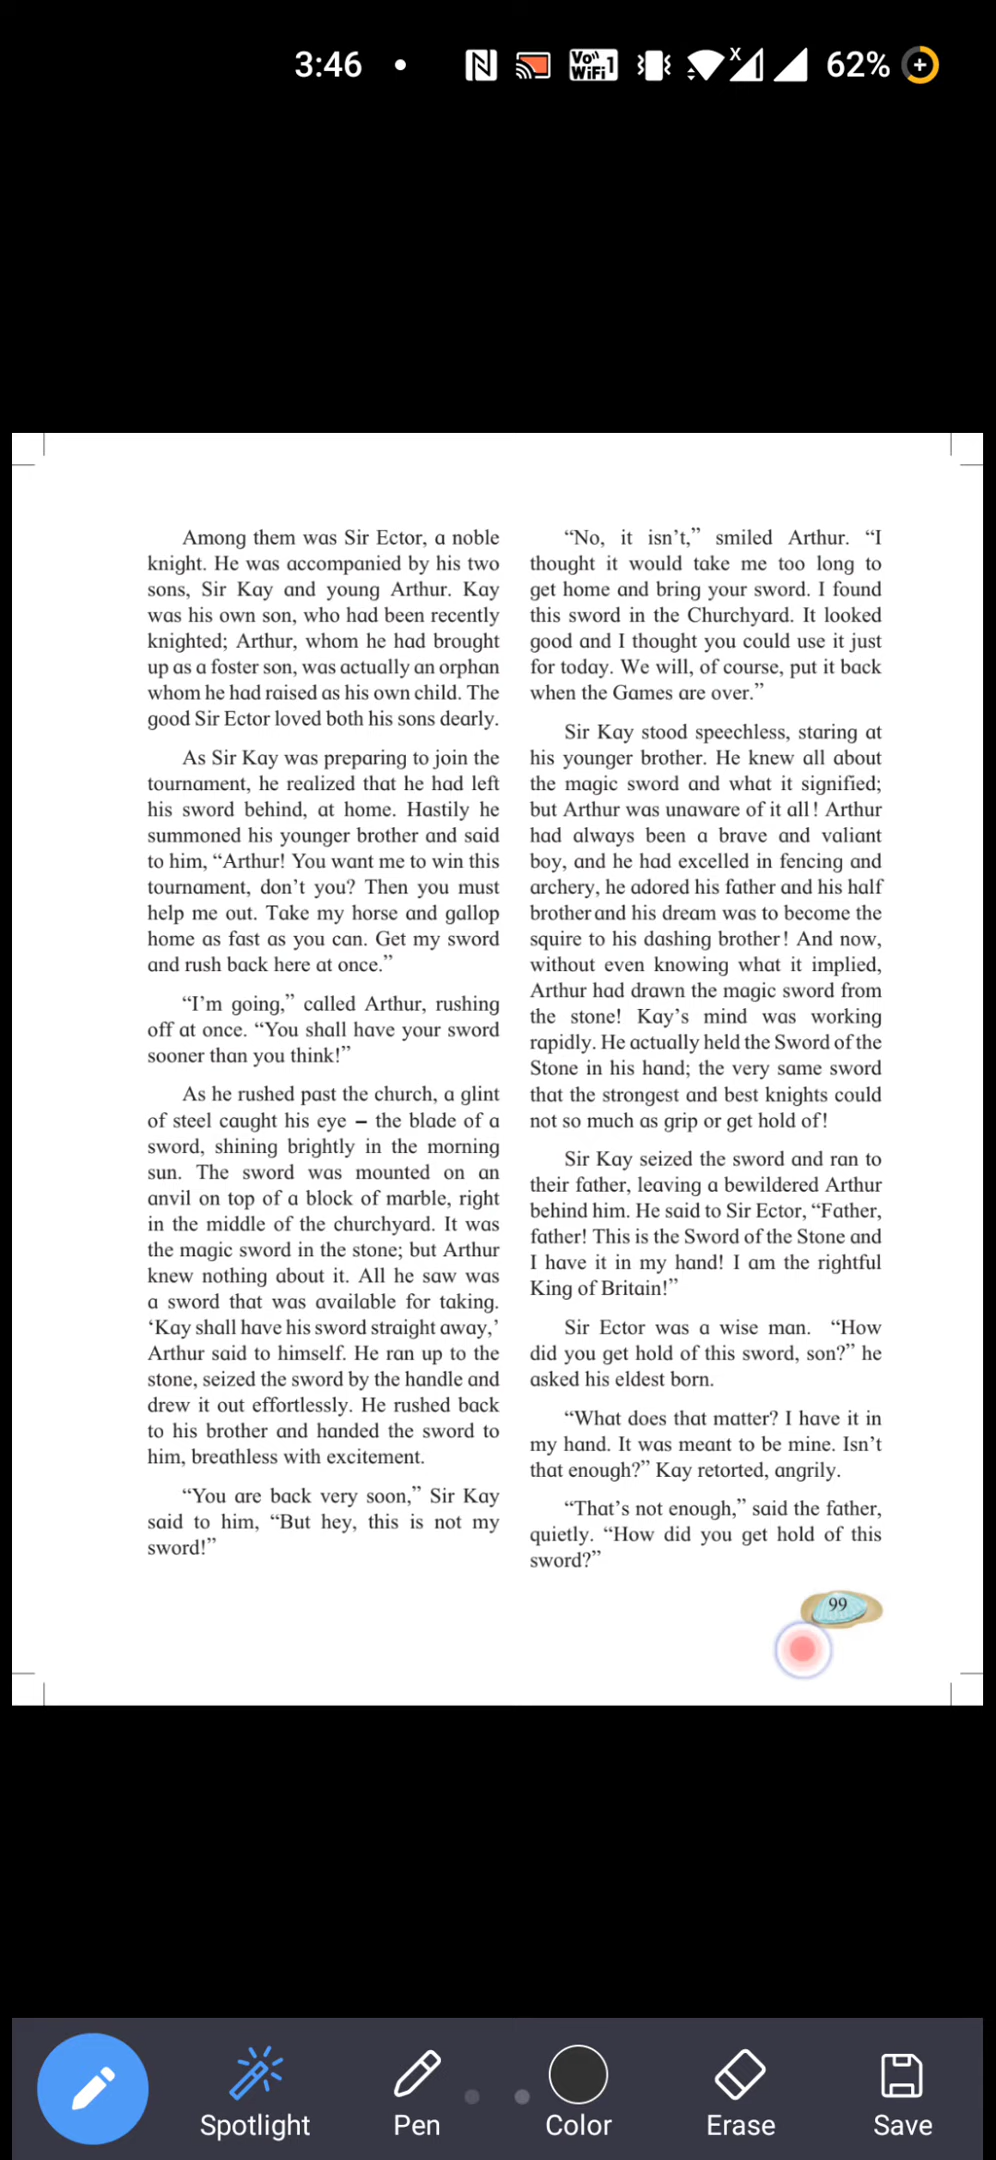 3:46
Vo
WiFi
1
62%
Among them was Sir Ector, a noble
knight. He was accompanied by his two
sons, Sir Kay and young Arthur. Kay
was his own son, who had been recently
knighted; Arthur, whom he had brought
up as a foster son, was actually an orphan
whom he had raised as his own child. The
good Sir Ector loved both his sons dearly.
As Sir Kay was preparing to join the
tournament, he realized that he had left
his sword behind, at home. Hastily he
summoned his younger brother and said
to him, “Arthur! You want me to win this
tournament, don’t you? Then you must
help me out. Take my horse and gallop
home as fast as you can. Get my sword
and rush back here at once.”
“I’m going,” called Arthur, rushing
off at once. “You shall have your sword
sooner than you think!”
As he rushed past the church, a glint
of steel caught his eye – the blade of a
sword, shining brightly in the morning
sun. The sword was mounted on an
anvil on top of a block of marble, right
in the middle of the churchyard. It was
the magic sword in the stone; but Arthur
knew nothing about it. All he saw was
a sword that was available for taking.
‘Kay shall have his sword straight away,’
Arthur said to himself. He ran up to the
stone, seized the sword by the handle and
drew it out effortlessly. He rushed back
to his brother and handed the sword to
him, breathless with excitement.
“You are back very soon,” Sir Kay
said to him, “But hey, this is not my
sword!”
“No, it isn’t,” smiled Arthur. “I
thought it would take me too long to
get home and bring your sword. I found
this sword in the Churchyard. It looked
good and I thought you could use it just
for today. We will, of course, put it back
when the Games are over.”
Sir Kay stood speechless, staring at
his younger brother. He knew all about
the magic sword and what it signified;
but Arthur was unaware of it all! Arthur
had always been a brave and valiant
boy, and he had excelled in fencing and
archery, he adored his father and his half
brother and his dream was to become the
squire to his dashing brother! And now,
without even knowing what it implied,
Arthur had drawn the magic sword from
the stone! Kay’s mind was working
rapidly. He actually held the Sword of the
Stone in his hand; the very same sword
that the strongest and best knights could
not so much as grip or get hold of!
Sir Kay seized the sword and ran to
their father, leaving a bewildered Arthur
behind him. He said to Sir Ector, “Father,
father! This is the Sword of the Stone and
I have it in my hand! I am the rightful
King of Britain!”
Sir Ector was a wise man. “How
did you get hold of this sword, son?” he
asked his eldest born.
“What does that matter? I have it in
my hand. It was meant to be mine. Isn’t
that enough?” Kay retorted, angrily.
“That’s not enough,” said the father,
quietly. “How did you get hold of this
sword?”
99
Spotlight
Pen
Color
Erase
Save